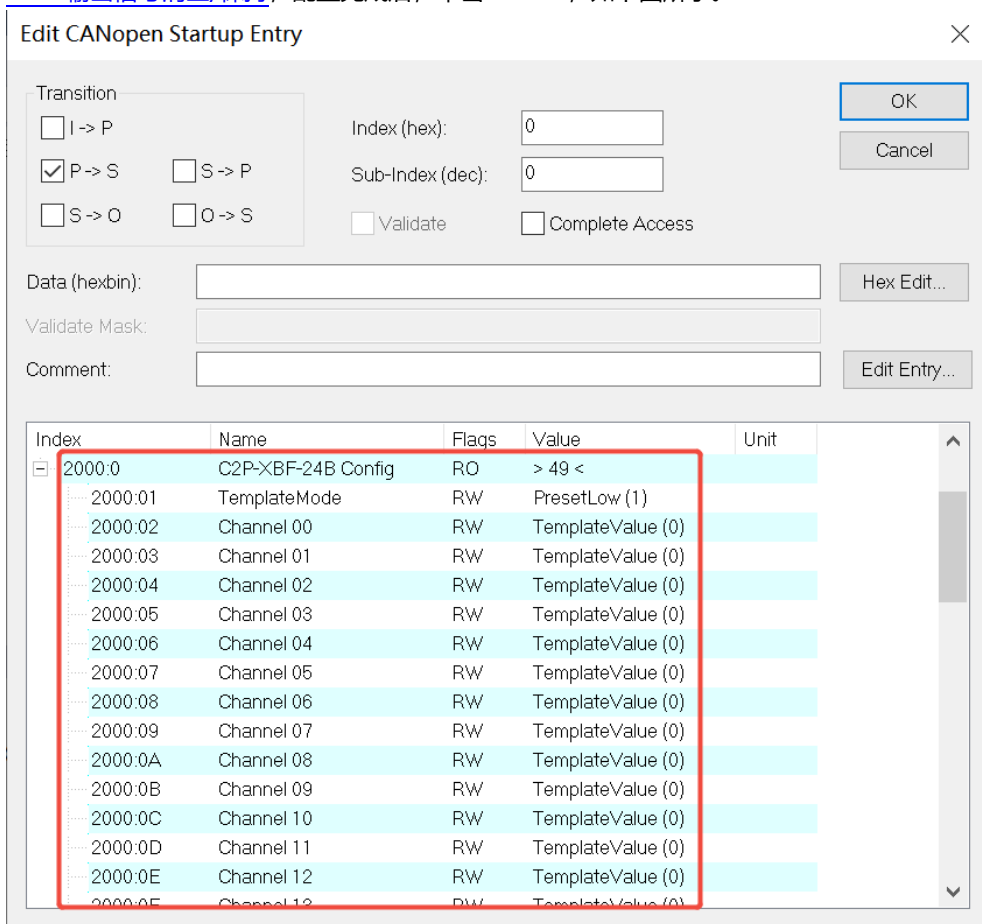 Edit CANopen Startup Entry
Transition
I -> P
P -> S
S -> P
S -> O
O -> S
Index (hex):
0
Sub-Index (dec):
0
Validate
Complete Access
OK
Cancel
Data (hexbin):
Hex Edit...
Validate Mask:
Comment:
Edit Entry...
Index Name Flags Value Unit
2000:0 C2P-XBF-24B Config RO > 49 <
2000:01 TemplateMode RW PresetLow (1)
2000:02 Channel 00 RW TemplateValue (0)
2000:03 Channel 01 RW TemplateValue (0)
2000:04 Channel 02 RW TemplateValue (0)
2000:05 Channel 03 RW TemplateValue (0)
2000:06 Channel 04 RW TemplateValue (0)
2000:07 Channel 05 RW TemplateValue (0)
2000:08 Channel 06 RW TemplateValue (0)
2000:09 Channel 07 RW TemplateValue (0)
2000:0A Channel 08 RW TemplateValue (0)
2000:0B Channel 09 RW TemplateValue (0)
2000:0C Channel 10 RW TemplateValue (0)
2000:0D Channel 11 RW TemplateValue (0)
2000:0E Channel 12 RW TemplateValue (0)
2000:0F Channel 13 RW TemplateValue (0)